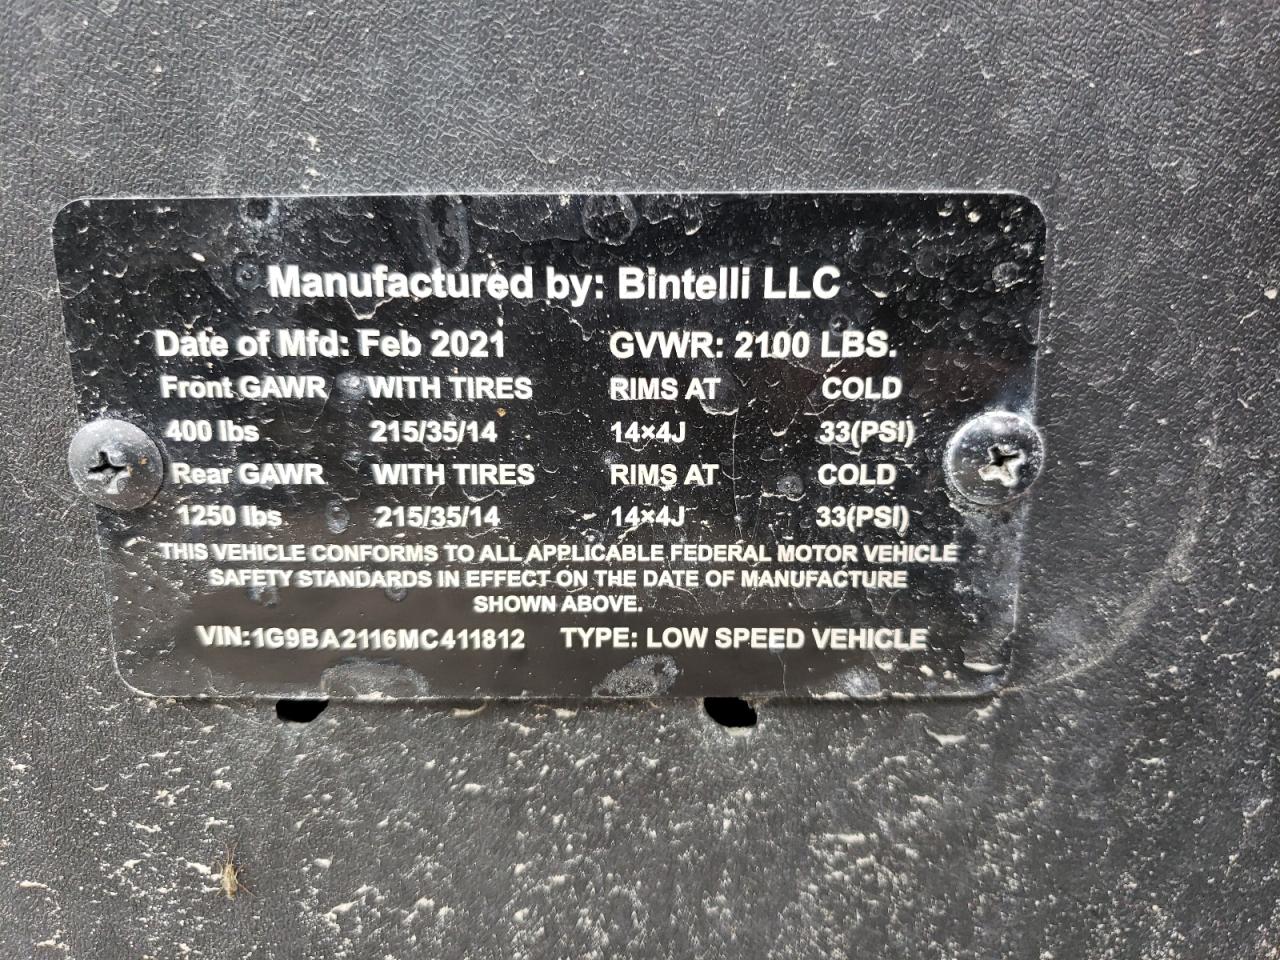 Manufactured by: Bintelli LLC
Date of Mfd: Feb 2021 GVWR: 2100 LBS.
Front GAWR WITH TIRES RIMS AT COLD
400 lbs 215/35/14 14×4J 33(PSI)
Rear GAWR WITH TIRES RIMS AT COLD
1250 lbs 215/35/14 14×4J 33(PSI)
THIS VEHICLE CONFORMS TO ALL APPLICABLE FEDERAL MOTOR VEHICLE
SAFETY STANDARDS IN EFFECT ON THE DATE OF MANUFACTURE
SHOWN ABOVE.
VIN:1G9BA2116MC411812 TYPE: LOW SPEED VEHICLE